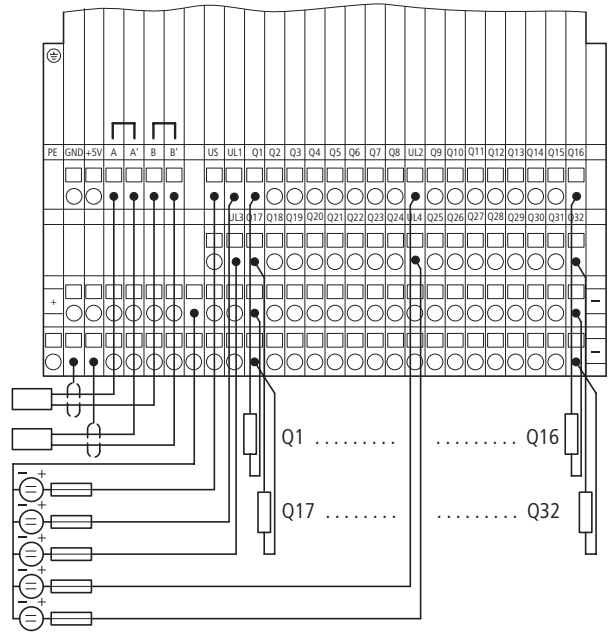 PE GND +5V A A' B B' US UL1 Q1 Q2 Q3 Q4 Q5 Q6 Q7 Q8 UL2 Q9 Q10 Q11 Q12 Q13 Q14 Q15 Q16
UL3 Q17 Q18 Q19 Q20 Q21 Q22 Q23 Q24 UL4 Q25 Q26 Q27 Q28 Q29 Q30 Q31 Q32
+ −
−
Q1 ......... ......... Q16
− +
Q17 ........ ......... Q32
− +
− +
− +
− +